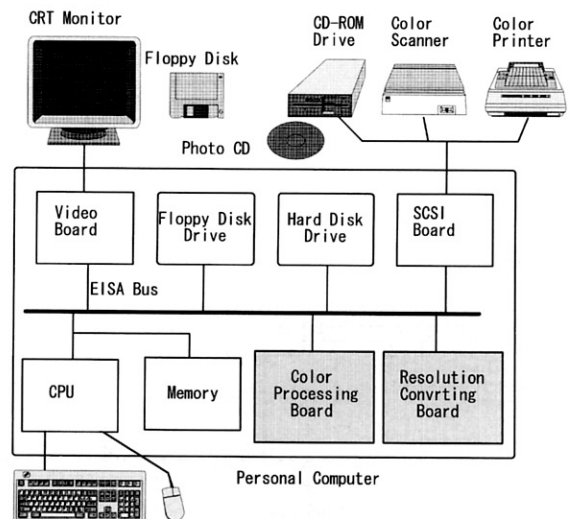 CRT Monitor
Floppy Disk
CD-ROM
Drive
Color
Scanner
Color
Printer
Photo CD
Video
Board
Floppy Disk
Drive
Hard Disk
Drive
SCSI
Board
EISA Bus
CPU
Memory
Color
Processing
Board
Resolution
Convrting
Board
Personal Computer